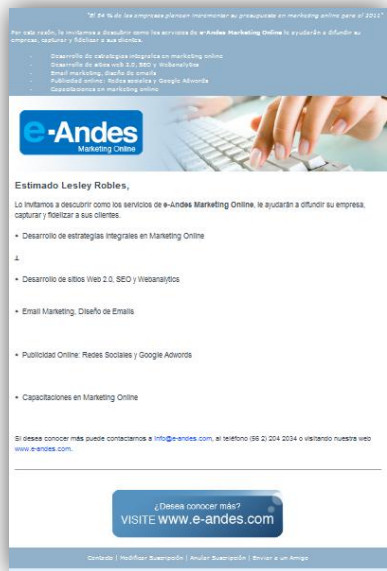 "El 84 % de las empresas planean incrementar su presupuesto en marketing online para el 2011"
Por esta razón, lo invitamos a descubrir como los servicios de e-Andes Marketing Online le ayudarán a difundir su
empresa, capturar y fidelizar a sus clientes.
- Desarrollo de estrategias integrales en marketing online
- Desarrollo de sitios web 2.0, SEO y Webanalytics
- Email marketing, diseño de emails
- Publicidad online: Redes sociales y Google Adwords
- Capacitaciones en marketing online
e-Andes
Marketing Online
Estimado Lesley Robles,
Lo invitamos a descubrir como los servicios de e-Andes Marketing Online, le ayudarán a difundir su empresa,
capturar y fidelizar a sus clientes.
• Desarrollo de estrategias integrales en Marketing Online
• Desarrollo de sitios Web 2.0, SEO y Webanalytics
• Email Marketing, Diseño de Emails
• Publicidad Online: Redes Sociales y Google Adwords
• Capacitaciones en Marketing Online
Si desea conocer más puede contactarnos a info@e-andes.com, al teléfono (56 2) 204 2034 o visitando nuestra web
www.e-andes.com.
¿Desea conocer más?
VISITE www.e-andes.com
Contacto | Modificar Suscripción | Anular Suscripción | Enviar a un Amigo